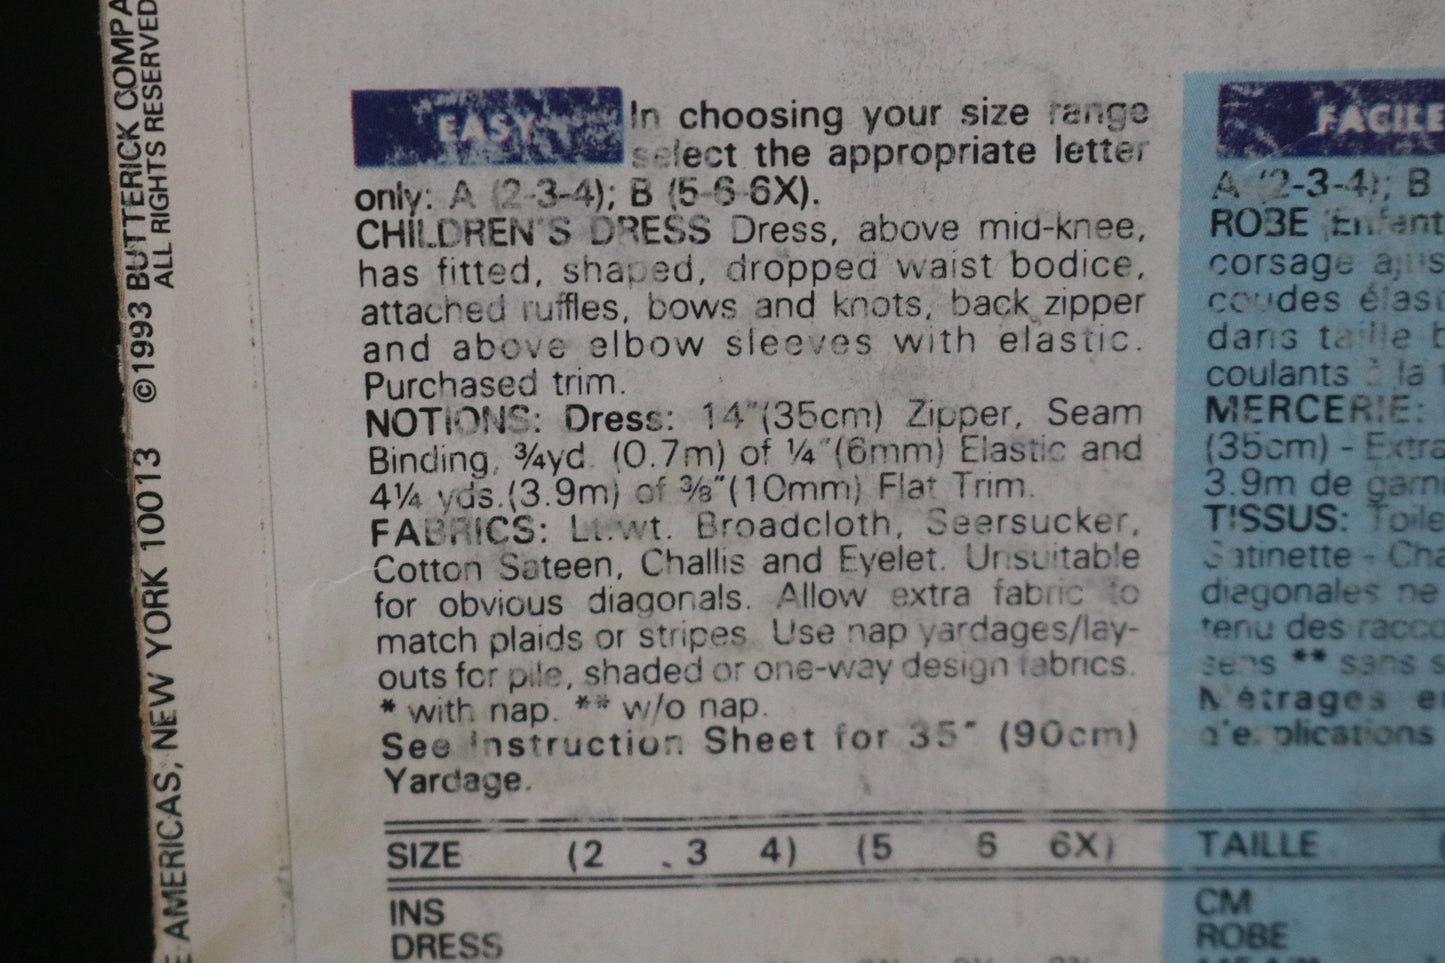 ©1993 BUTTERICK COMPA
ALL RIGHTS RESERVED
AMERICAS, NEW YORK 10013
EASY
In choosing your size range
select the appropriate letter
only: A (2-3-4); B (5-6-6X).
CHILDREN'S DRESS Dress, above mid-knee,
has fitted, shaped, dropped waist bodice,
attached ruffles, bows and knots, back zipper
and above elbow sleeves with elastic.
Purchased trim.
NOTIONS: Dress: 14"(35cm) Zipper, Seam
Binding, ¾yd. (0.7m) of ¼"(6mm) Elastic and
4¼ yds.(3.9m) of ⅜"(10mm) Flat Trim.
FABRICS: Lt.wt. Broadcloth, Seersucker,
Cotton Sateen, Challis and Eyelet. Unsuitable
for obvious diagonals. Allow extra fabric to
match plaids or stripes. Use nap yardages/lay-
outs for pile, shaded or one-way design fabrics.
* with nap. ** w/o nap.
See Instruction Sheet for 35" (90cm)
Yardage.
SIZE (2 3 4) (5 6 6X)
INS
DRESS
FACILE
A (2-3-4); B
ROBE (Enfant
corsage ajus
coudes élast
dans taille b
coulants à la
MERCERIE:
(35cm) - Extra
3.9m de garni
TISSUS: Toile
Satinette - Cha
diagonales ne
tenu des racco
sens ** sans s
Métrages e
d'explications
TAILLE
CM
ROBE